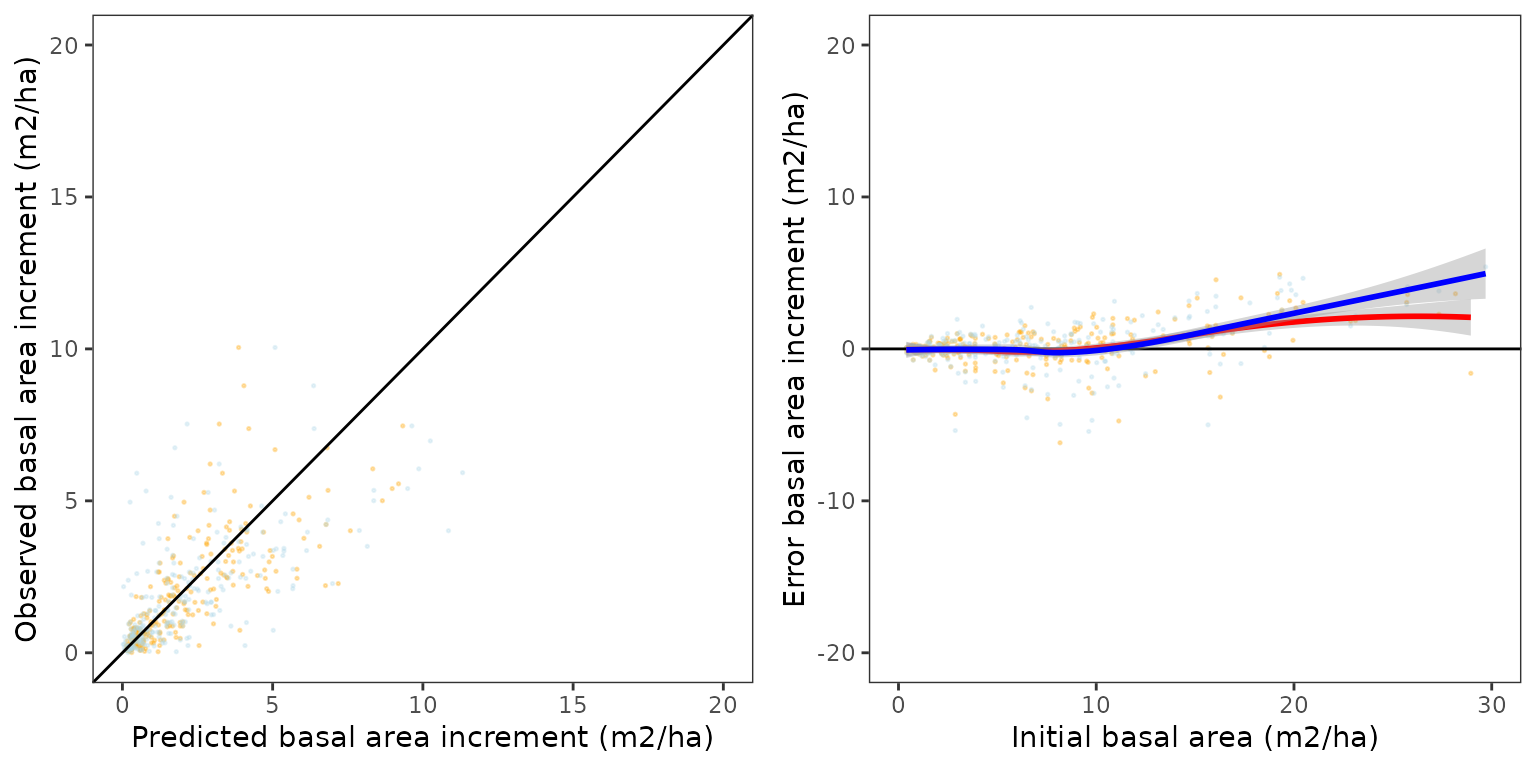 Observed basal area increment (m2/ha)
20
15
10
5
0
0 5 10 15 20
Predicted basal area increment (m2/ha)
Error basal area increment (m2/ha)
20
10
0
-10
-20
0 10 20 30
Initial basal area (m2/ha)